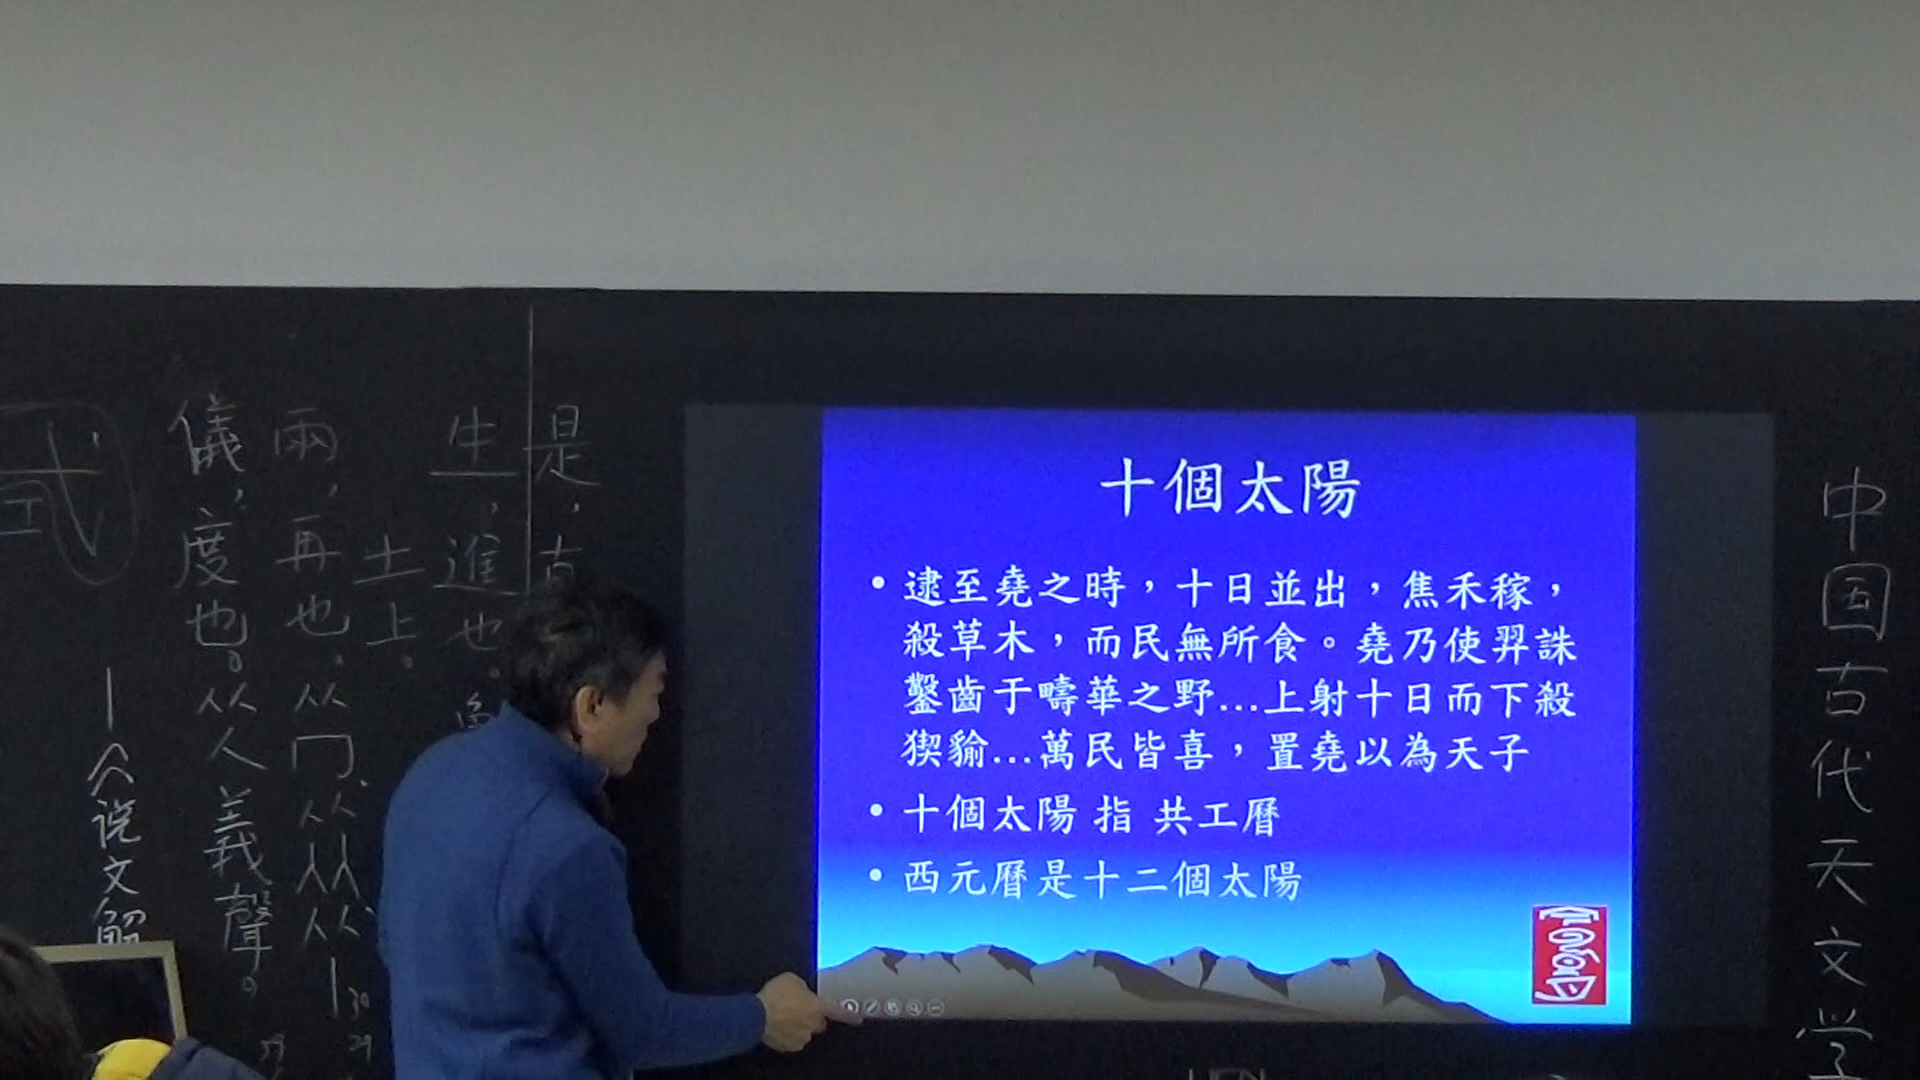 十個太陽
• 逮至堯之時，十日並出，焦禾稼，
殺草木，而民無所食。堯乃使羿誅
鑿齒于疇華之野…上射十日而下殺
猰貐…萬民皆喜，置堯以為天子
• 十個太陽 指 共工曆
• 西元曆是十二個太陽
中国古代天文学
是，
生，進也。
土上。
兩，再也。从冂
儀，度也。从人義聲。
说文解
式